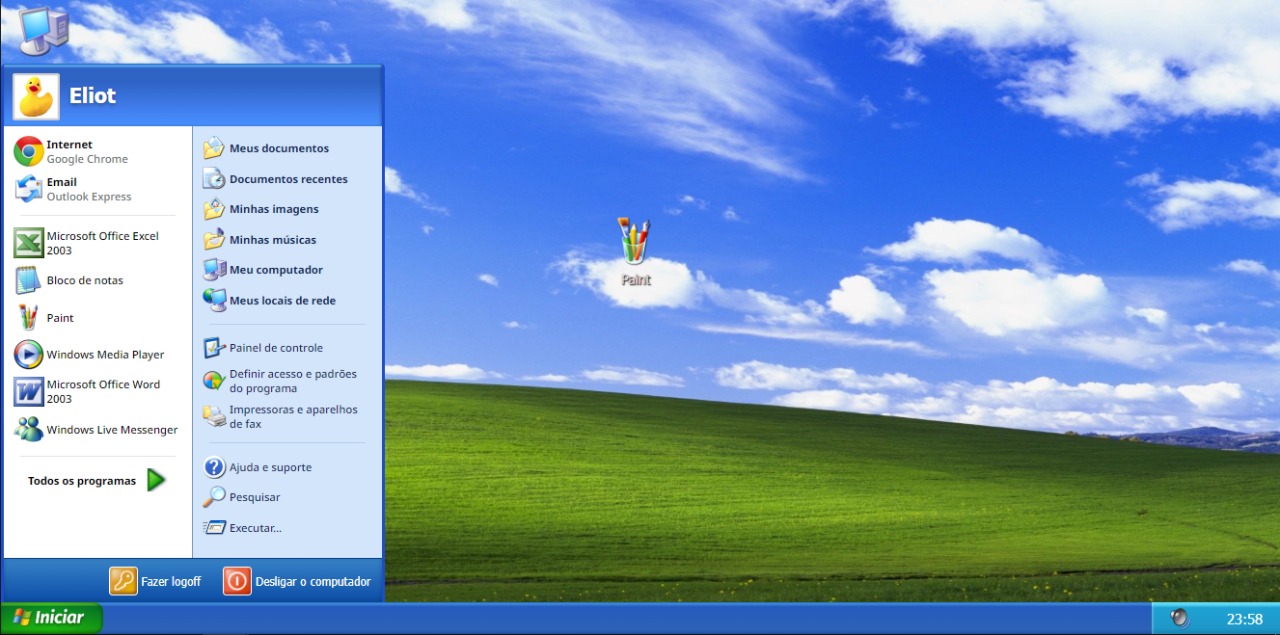 Eliot
Internet
Google Chrome
Email
Outlook Express
Microsoft Office Excel
2003
Bloco de notas
Paint
Windows Media Player
Microsoft Office Word
2003
Windows Live Messenger
Todos os programas
Meus documentos
Documentos recentes
Minhas imagens
Minhas músicas
Meu computador
Meus locais de rede
Painel de controle
Definir acesso e padrões
do programa
Impressoras e aparelhos
de fax
Ajuda e suporte
Pesquisar
Executar...
Fazer logoff
Desligar o computador
Paint
Iniciar
23:58